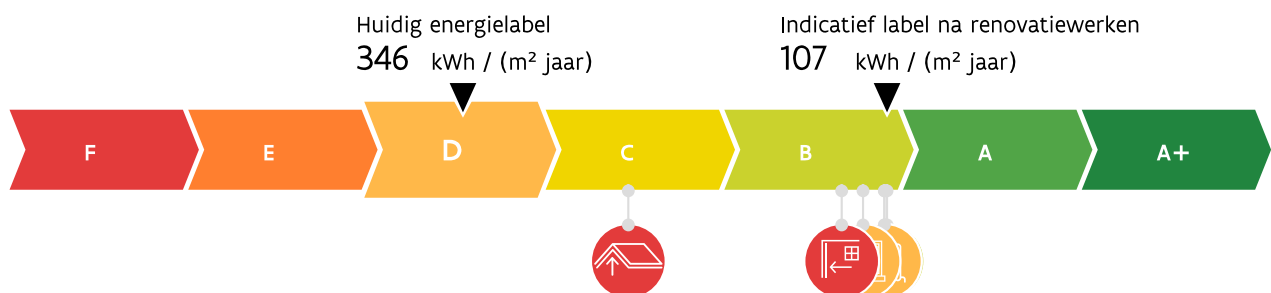 Huidig energielabel
346 kWh / (m² jaar)
Indicatief label na renovatiewerken
107 kWh / (m² jaar)
F E D C B A A+